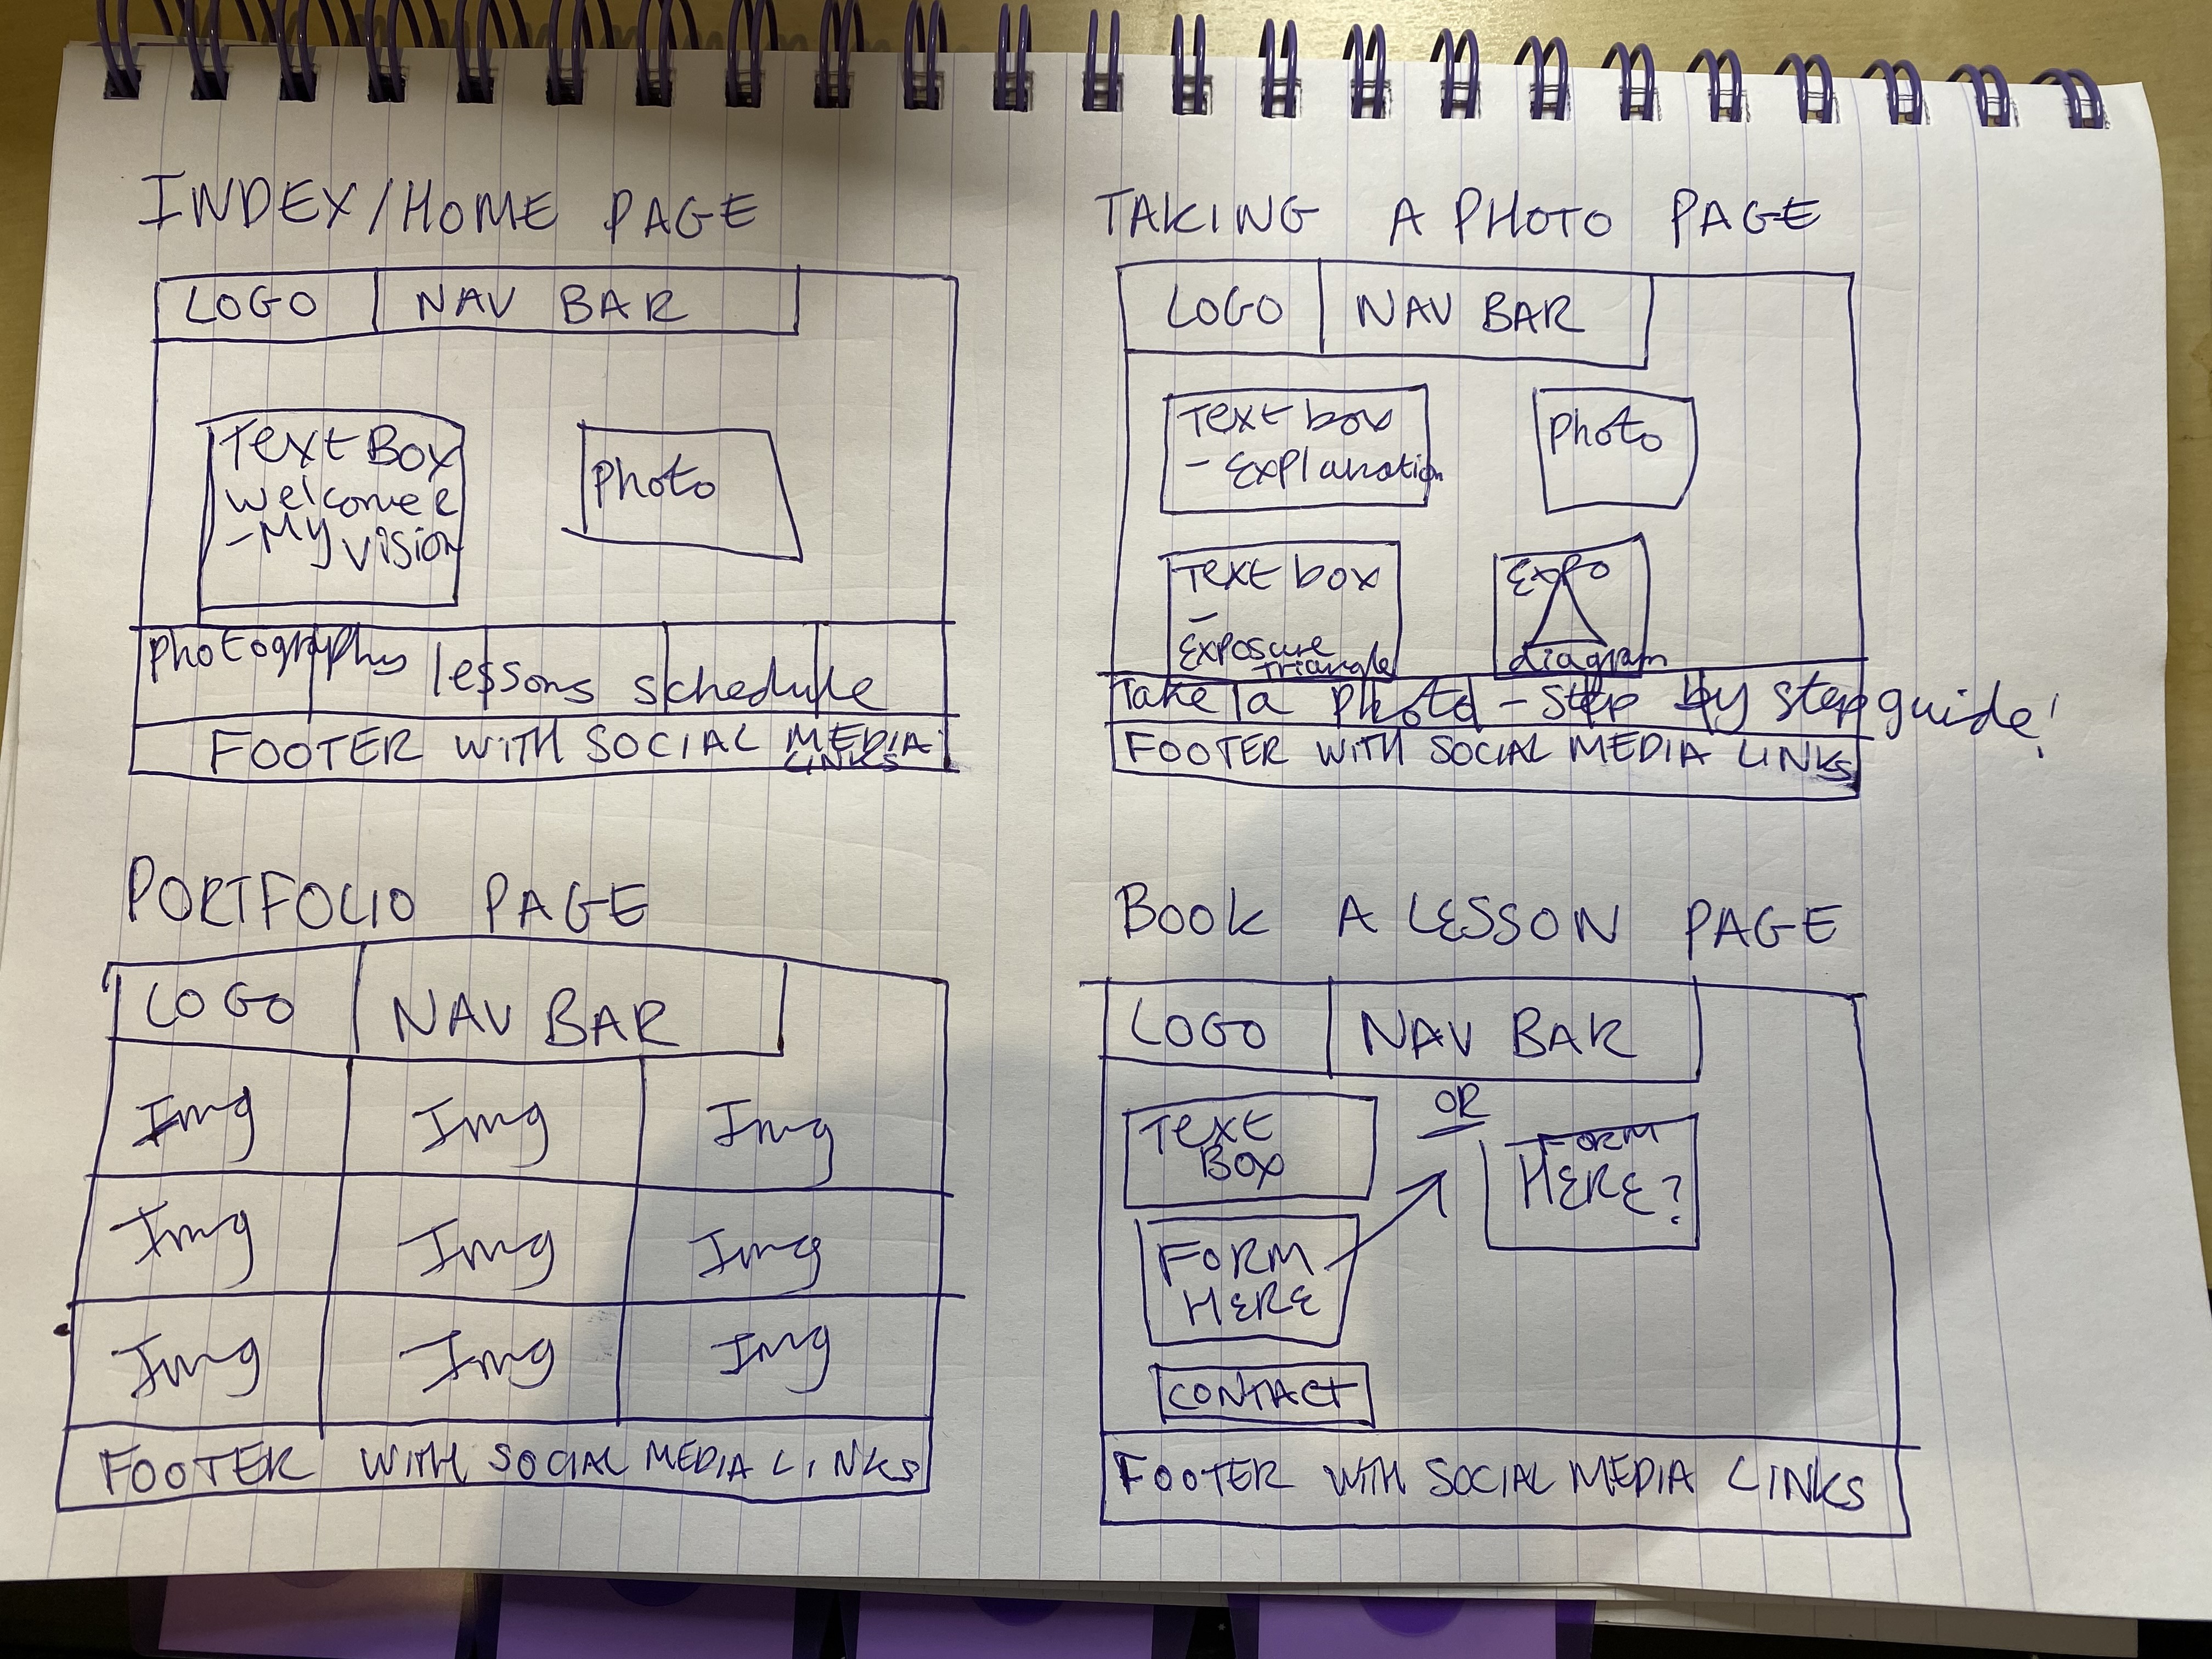 INDEX/HOME PAGE
LOGO NAV BAR
Text Box
welcome
-My
vision
photo
photography lessons schedule
FOOTER WITH SOCIAL MEDIA
LINKS
TAKING A PHOTO PAGE
LOGO NAV BAR
Text box
- Explanation
photo
Text box
-
Exposure
triangle
Expo
diagram
Take a photo - Step by step guide!
FOOTER WITH SOCIAL MEDIA LINKS
PORTFOLIO PAGE
LOGO NAV BAR
Img Img Img
Img Img Img
Img Img Img
FOOTER WITH SOCIAL MEDIA LINKS
BOOK A LESSON PAGE
LOGO NAV BAR
TEXT
BOX
OR
FORM
HERE?
FORM
HERE
CONTACT
FOOTER WITH SOCIAL MEDIA LINKS